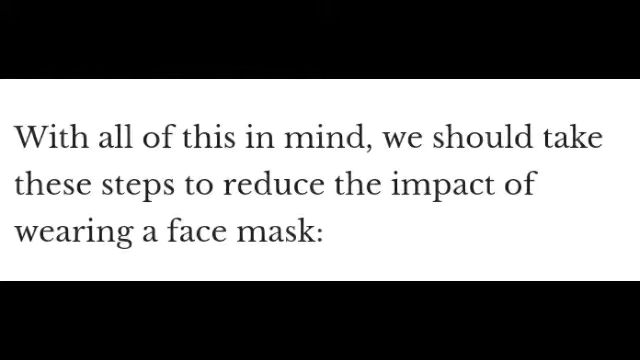 With all of this in mind, we should take
these steps to reduce the impact of
wearing a face mask: